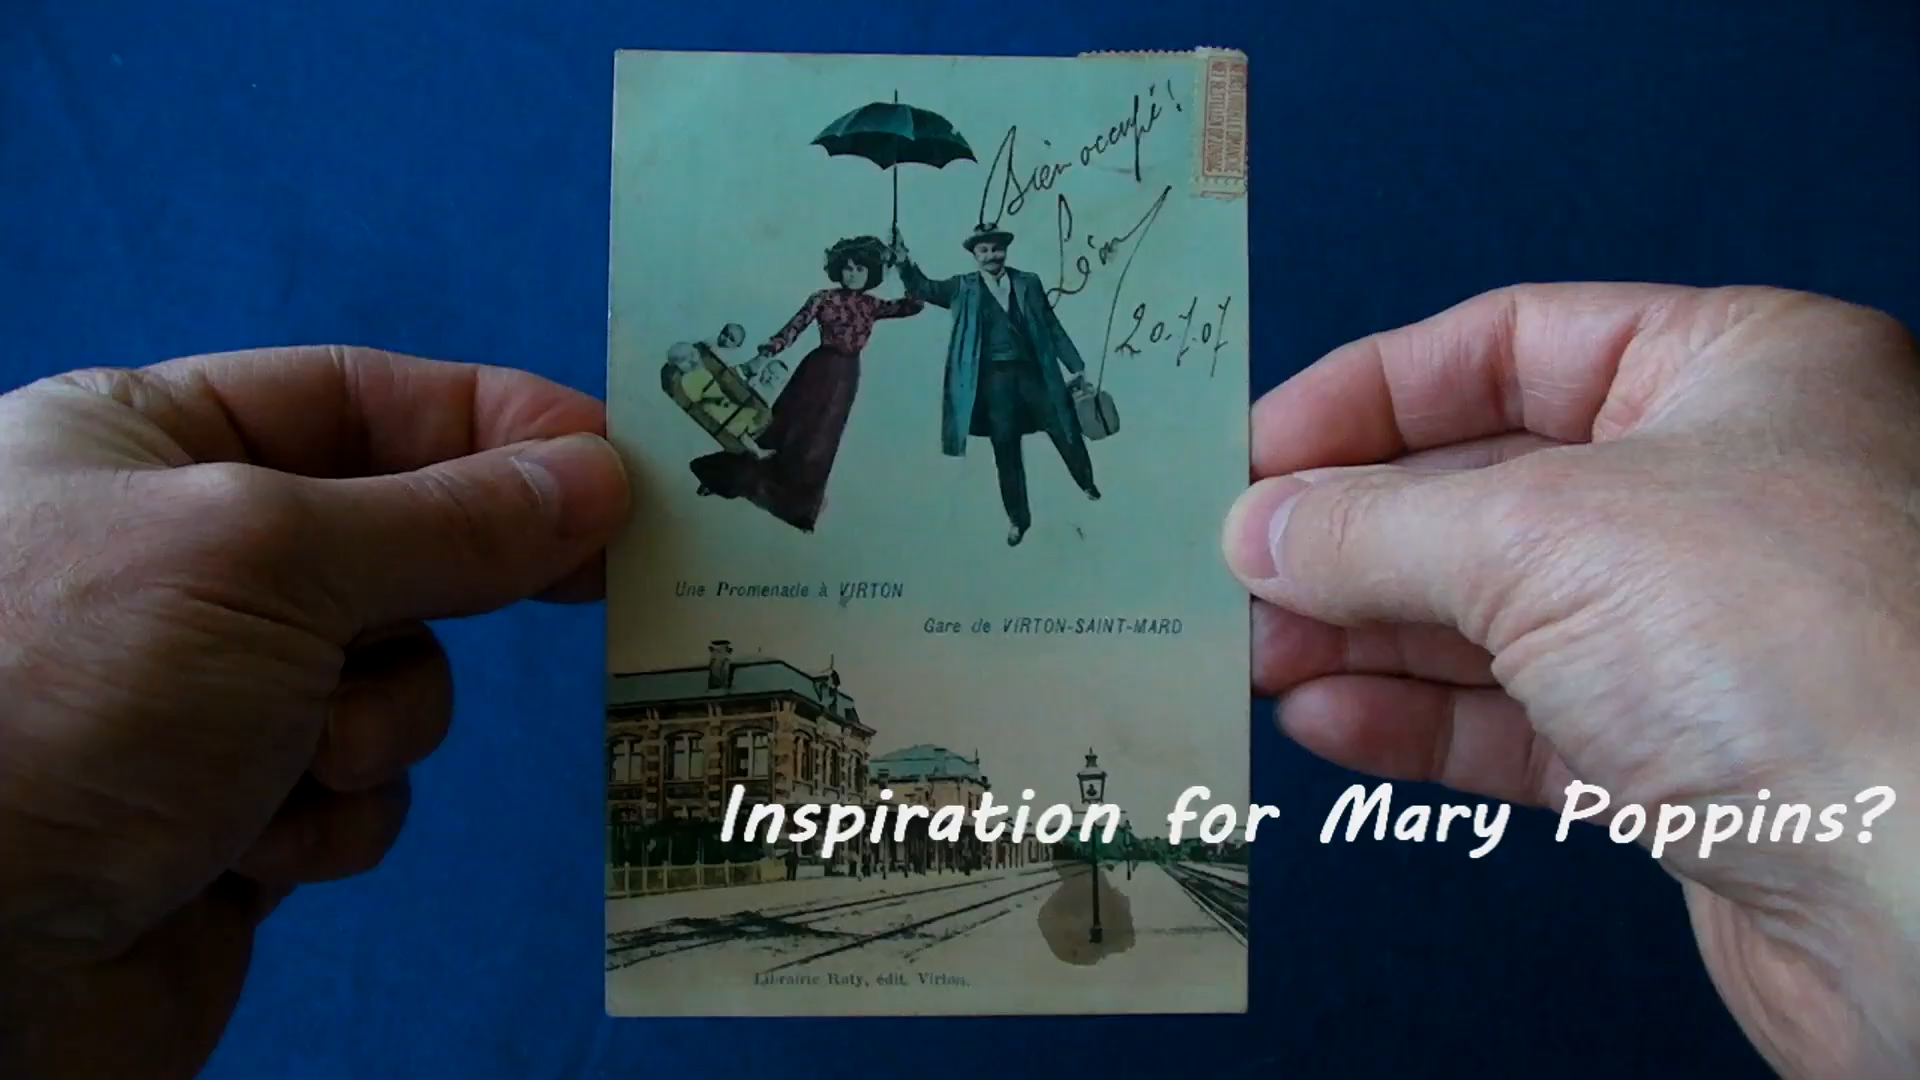 Bien occupé!
Léon
20.7.07
Une Promenade à VIRTON
Gare de VIRTON-SAINT-MARD
Inspiration for Mary Poppins?
Librairie Raty, édit. Virton.